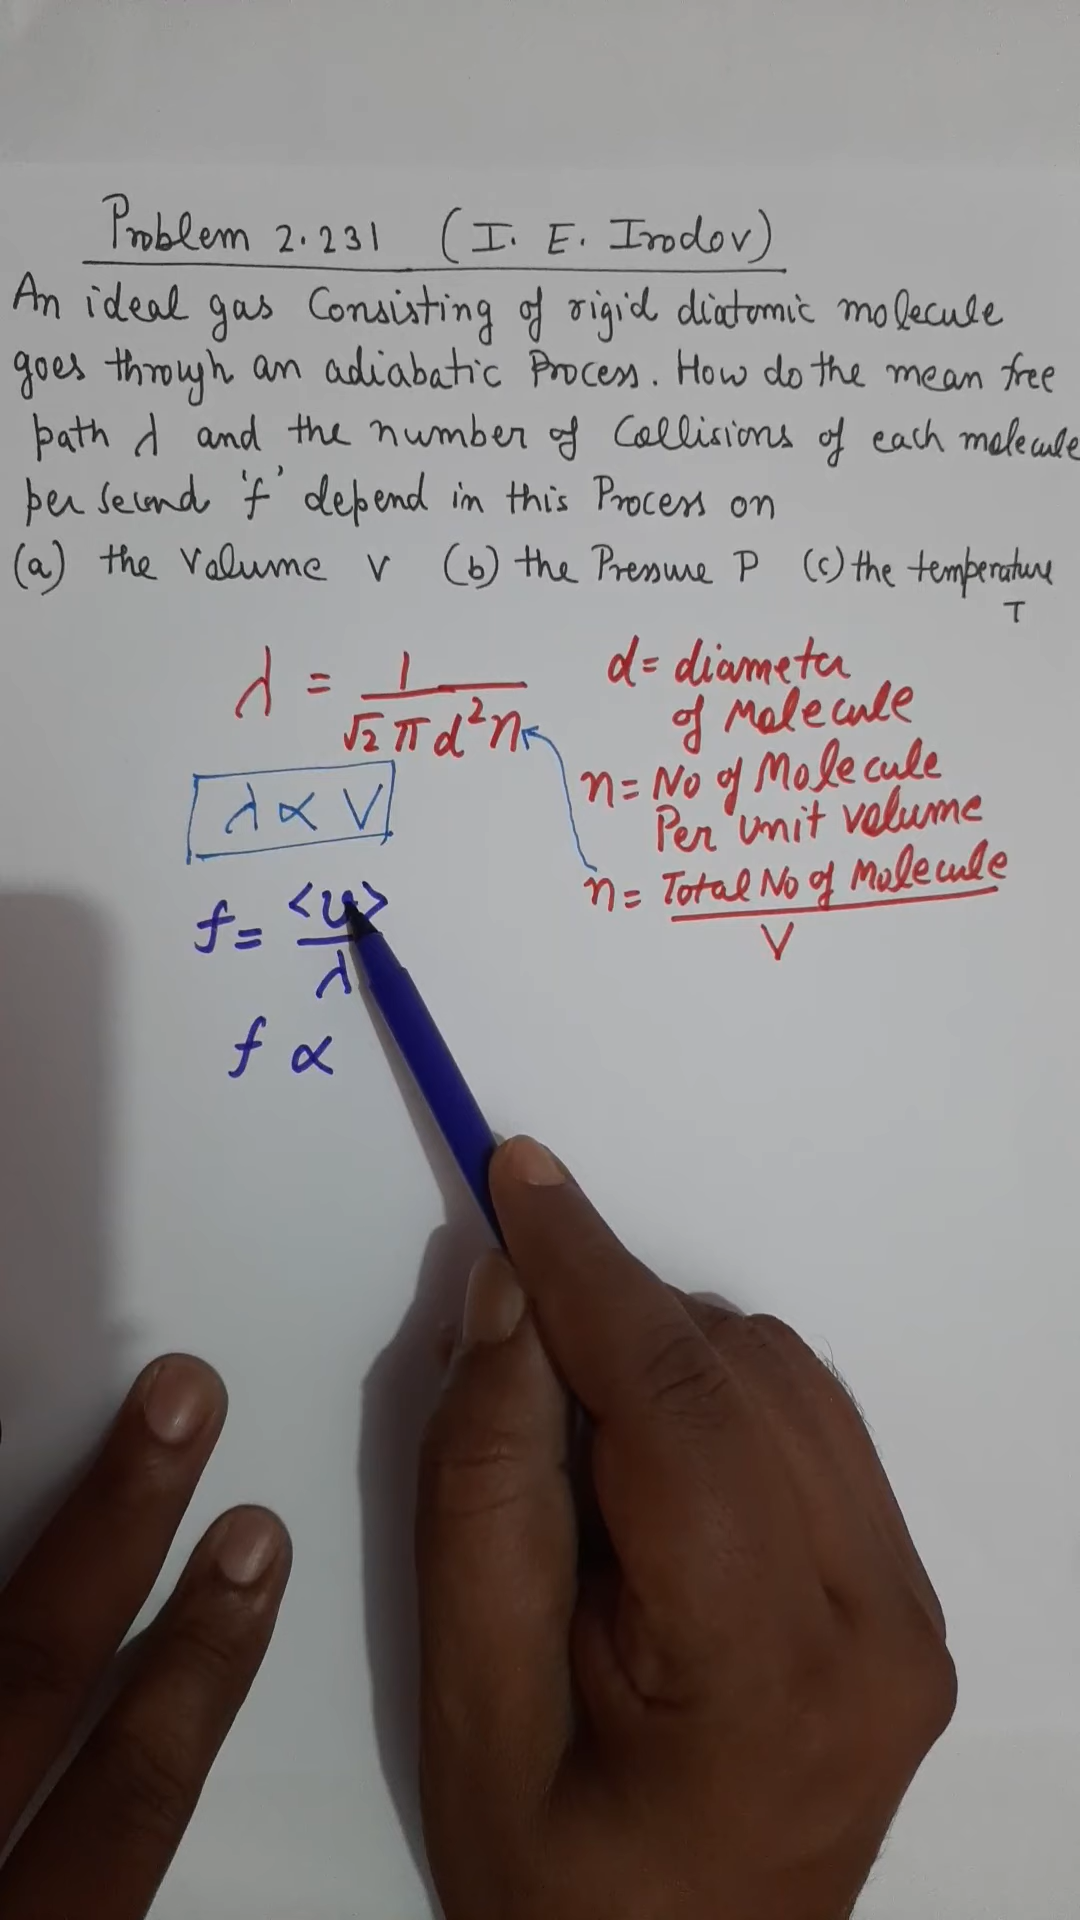 Problem 2.231 (I. E. Irodov)
An ideal gas Consisting of rigid diatomic molecule
goes through an adiabatic Process. How do the mean free
path λ and the number of Collisions of each molecule
per second 'f' depend in this Process on
(a) the Volume V (b) the Pressure P (c) the temperature
T
λ = 1 / √2 π d² n
d = diameter
of Molecule
n = No of Molecule
Per unit volume
λ ∝ V
n = Total No of Molecule / V
f = <v> / λ
f ∝